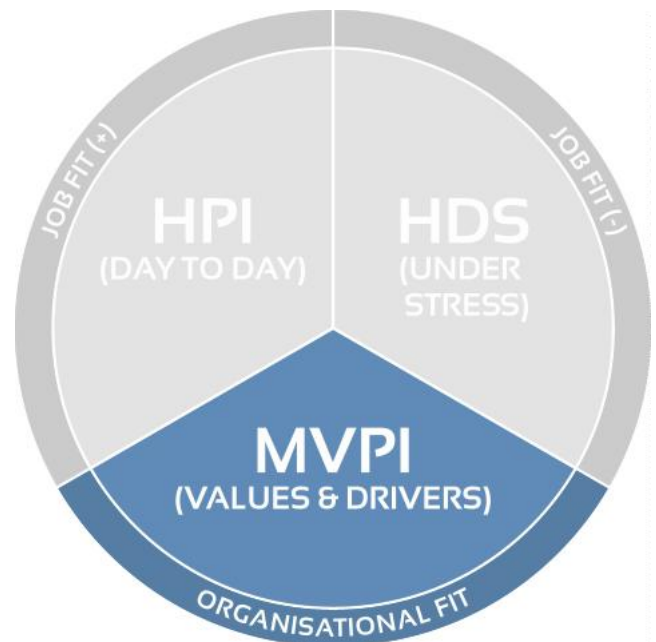 JOB FIT (+)
HPI
(DAY TO DAY)
JOB FIT (-)
HDS
(UNDER
STRESS)
MVPI
(VALUES & DRIVERS)
ORGANISATIONAL FIT